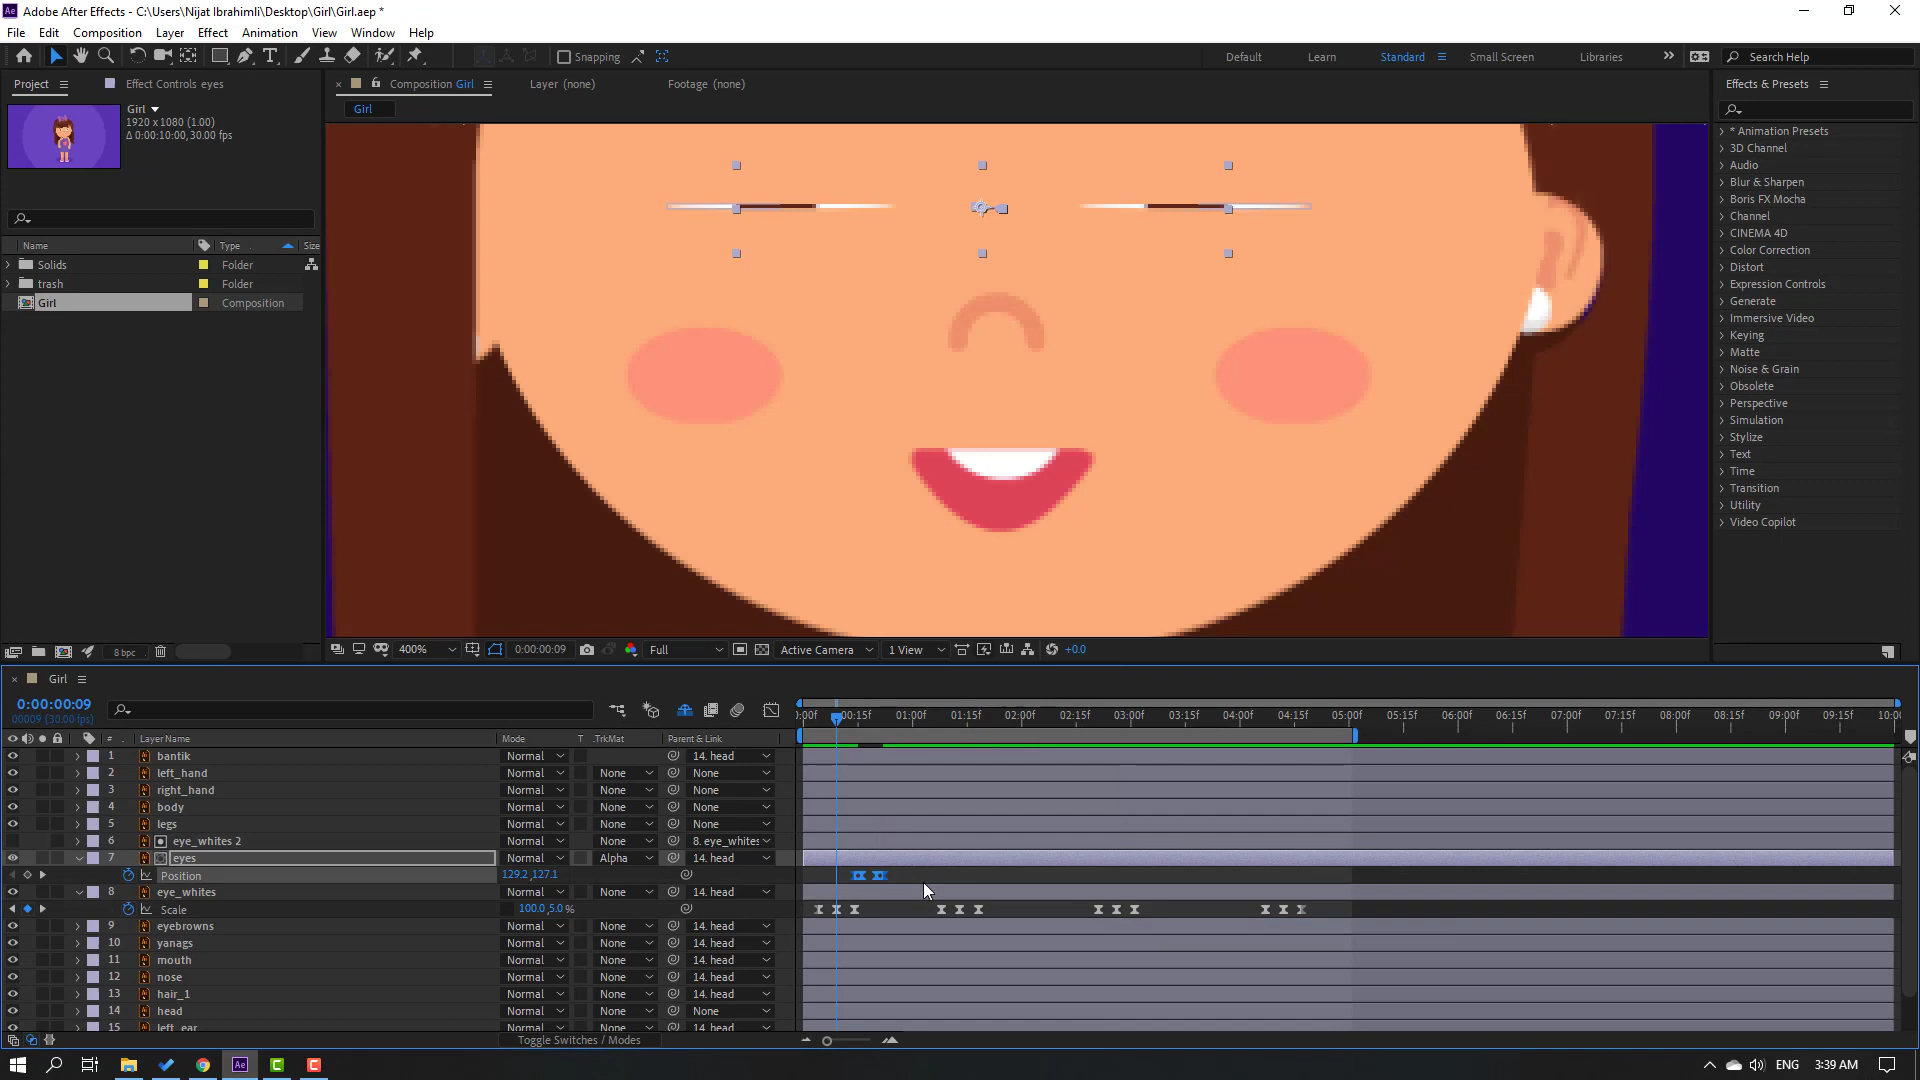 Adobe After Effects - C:\Users\Nijat Ibrahimli\Desktop\Girl\Girl.aep *
File Edit Composition Layer Effect Animation View Window Help
Snapping Default Learn Standard Small Screen Libraries Search Help
Project Effect Controls eyes Composition Girl Layer (none) Footage (none) Effects & Presets
Girl
1920 x 1080 (1.00)
Δ 0:00:10:00, 30.00 fps
Girl
Name Type Size
Solids Folder
trash Folder
Girl Composition
* Animation Presets
3D Channel
Audio
Blur & Sharpen
Boris FX Mocha
Channel
CINEMA 4D
Color Correction
Distort
Expression Controls
Generate
Immersive Video
Keying
Matte
Noise & Grain
Obsolete
Perspective
Simulation
Stylize
Text
Time
Transition
Utility
Video Copilot
8 bpc 400% 0:00:00:09 Full Active Camera 1 View +0.0
Girl
0:00:00:09
00009 (30.00 fps)
:00f 00:15f 01:00f 01:15f 02:00f 02:15f 03:00f 03:15f 04:00f 04:15f 05:00f 05:15f 06:00f 06:15f 07:00f 07:15f 08:00f 08:15f 09:00f 09:15f 10:0
# Layer Name Mode T .TrkMat Parent & Link
1 bantik Normal 14. head
2 left_hand Normal None None
3 right_hand Normal None None
4 body Normal None None
5 legs Normal None None
6 eye_whites 2 Normal None 8. eye_whites
7 eyes Normal Alpha 14. head
Position 129.2,127.1
8 eye_whites Normal None 14. head
Scale 100.0,5.0 %
9 eyebrowns Normal None 14. head
10 yanags Normal None 14. head
11 mouth Normal None 14. head
12 nose Normal None 14. head
13 hair_1 Normal None 14. head
14 head Normal None None
15 left_ear Normal None 14. head
Toggle Switches / Modes
Ae ENG 3:39 AM